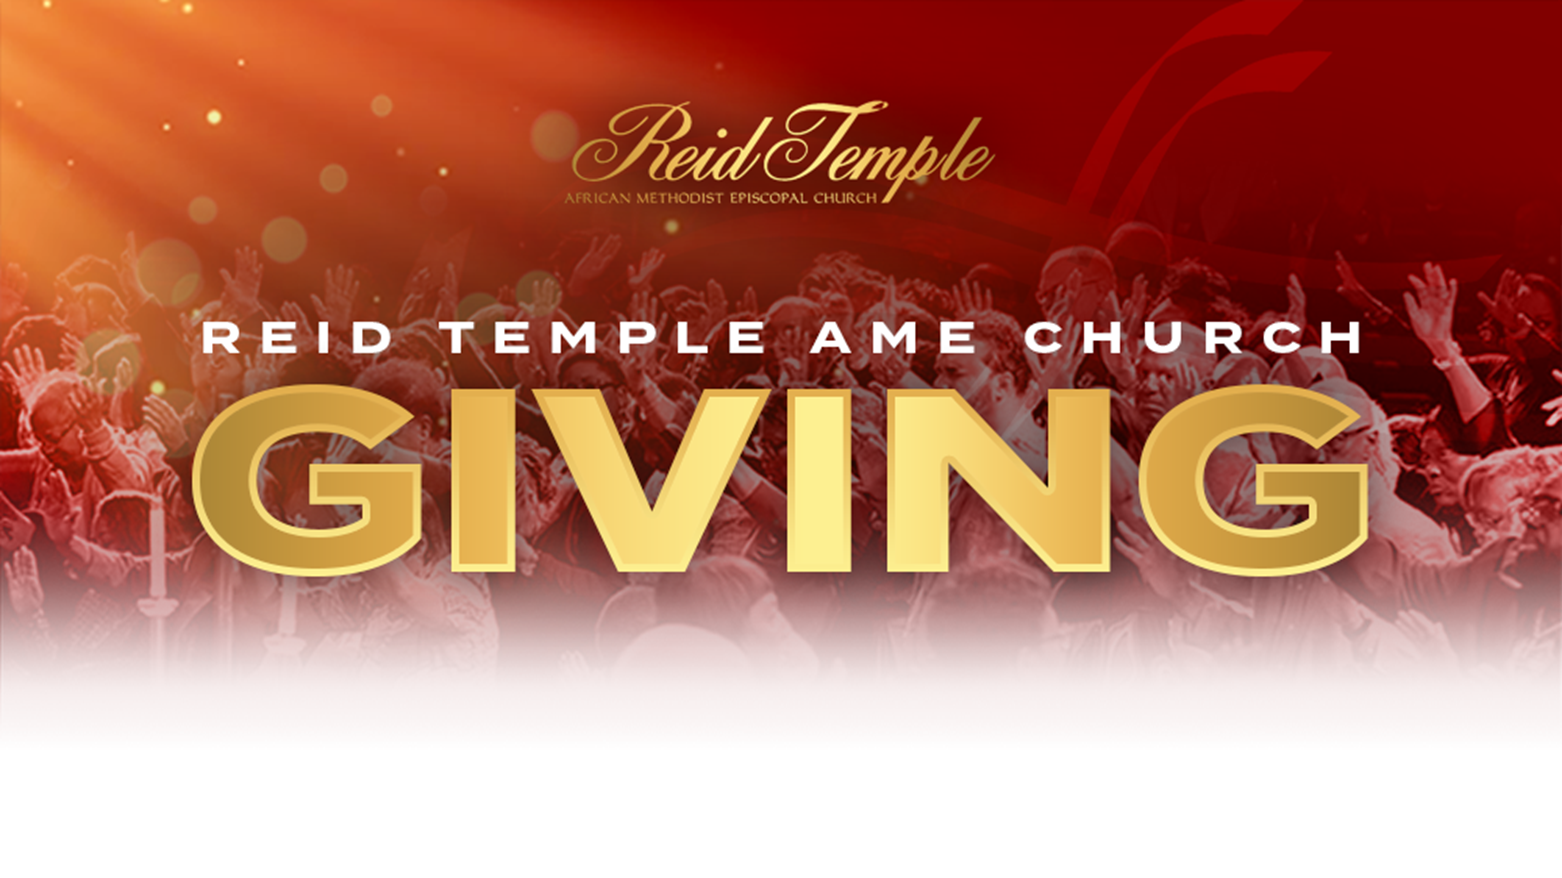 Reid Temple
AFRICAN METHODIST EPISCOPAL CHURCH
REID TEMPLE AME CHURCH
GIVING